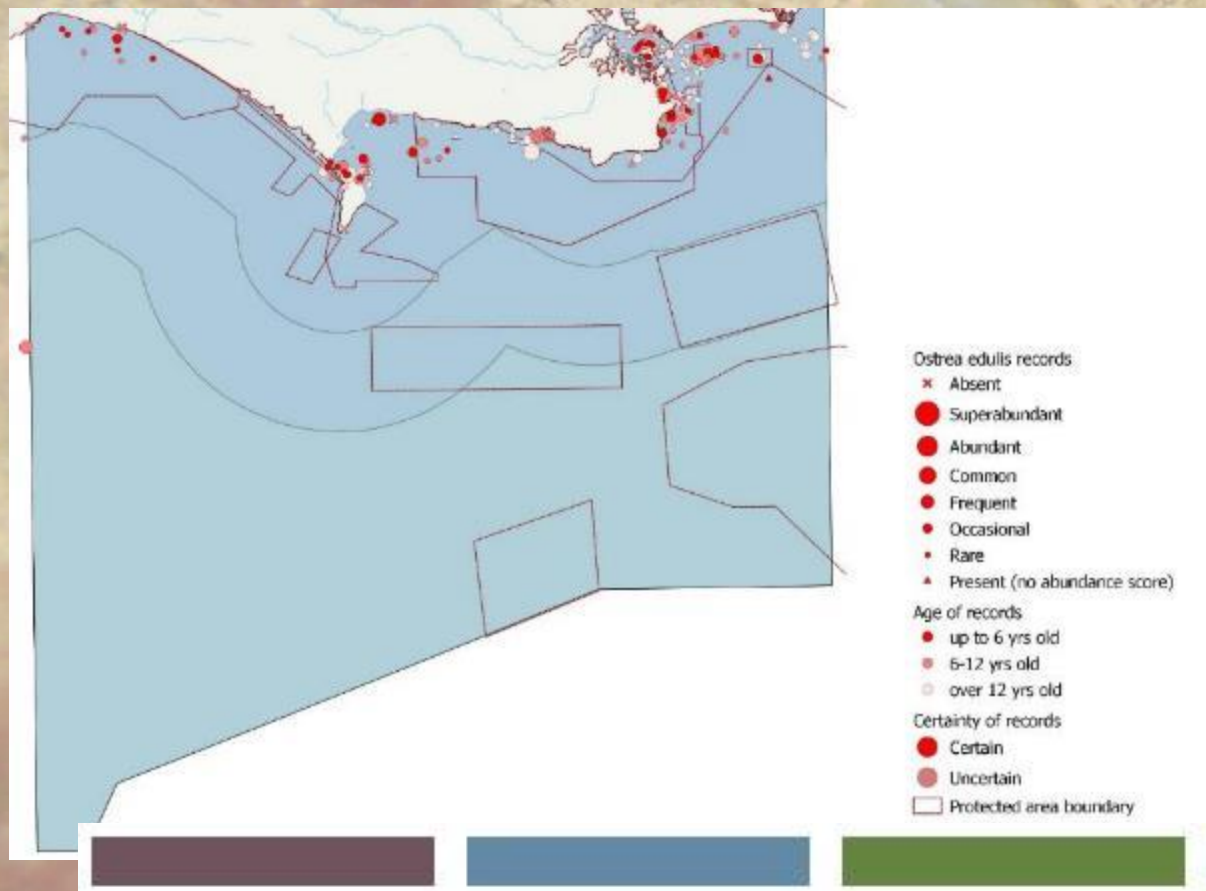 Ostrea edulis records
Absent
Superabundant
Abundant
Common
Frequent
Occasional
Rare
Present (no abundance score)
Age of records
up to 6 yrs old
6-12 yrs old
over 12 yrs old
Certainty of records
Certain
Uncertain
Protected area boundary